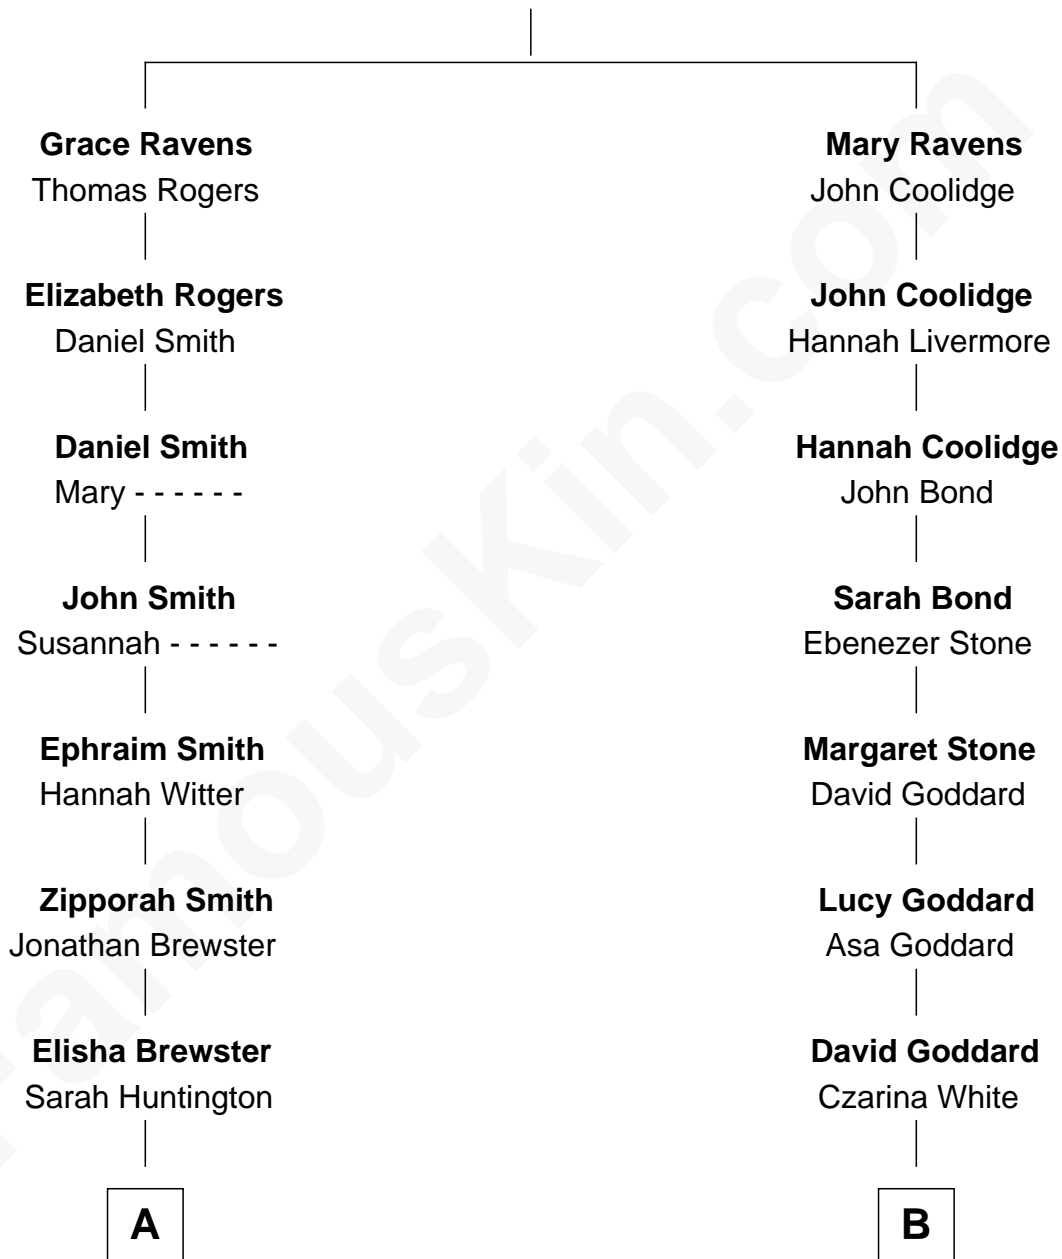 Grace Ravens
Thomas Rogers
Elizabeth Rogers
Daniel Smith
Daniel Smith
Mary - - - - - -
John Smith
Susannah - - - - - -
Ephraim Smith
Hannah Witter
Zipporah Smith
Jonathan Brewster
Elisha Brewster
Sarah Huntington
A
Mary Ravens
John Coolidge
John Coolidge
Hannah Livermore
Hannah Coolidge
John Bond
Sarah Bond
Ebenezer Stone
Margaret Stone
David Goddard
Lucy Goddard
Asa Goddard
David Goddard
Czarina White
B
FamousKin.com